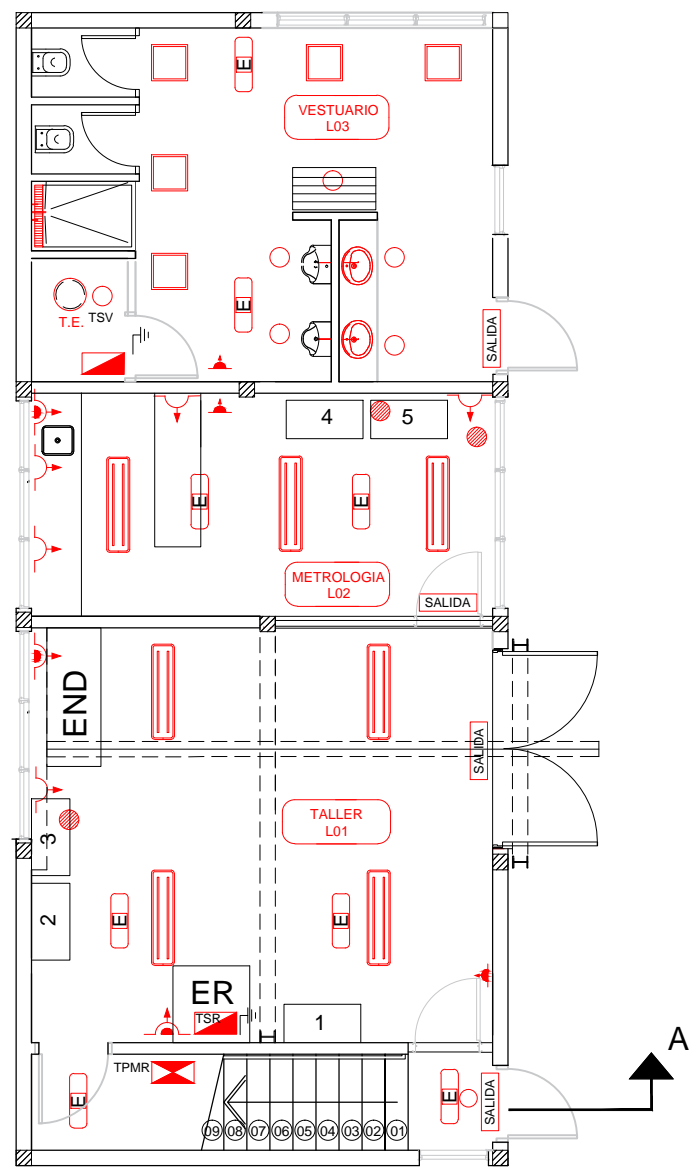 E
VESTUARIO
L03
E
T.E.
TSV
SALIDA
4
5
E
E
METROLOGIA
L02
SALIDA
END
SALIDA
TALLER
L01
3
2
E
E
ER
TSR
1
TPMR
A
E
E
SALIDA
09
08
07
06
05
04
03
02
01